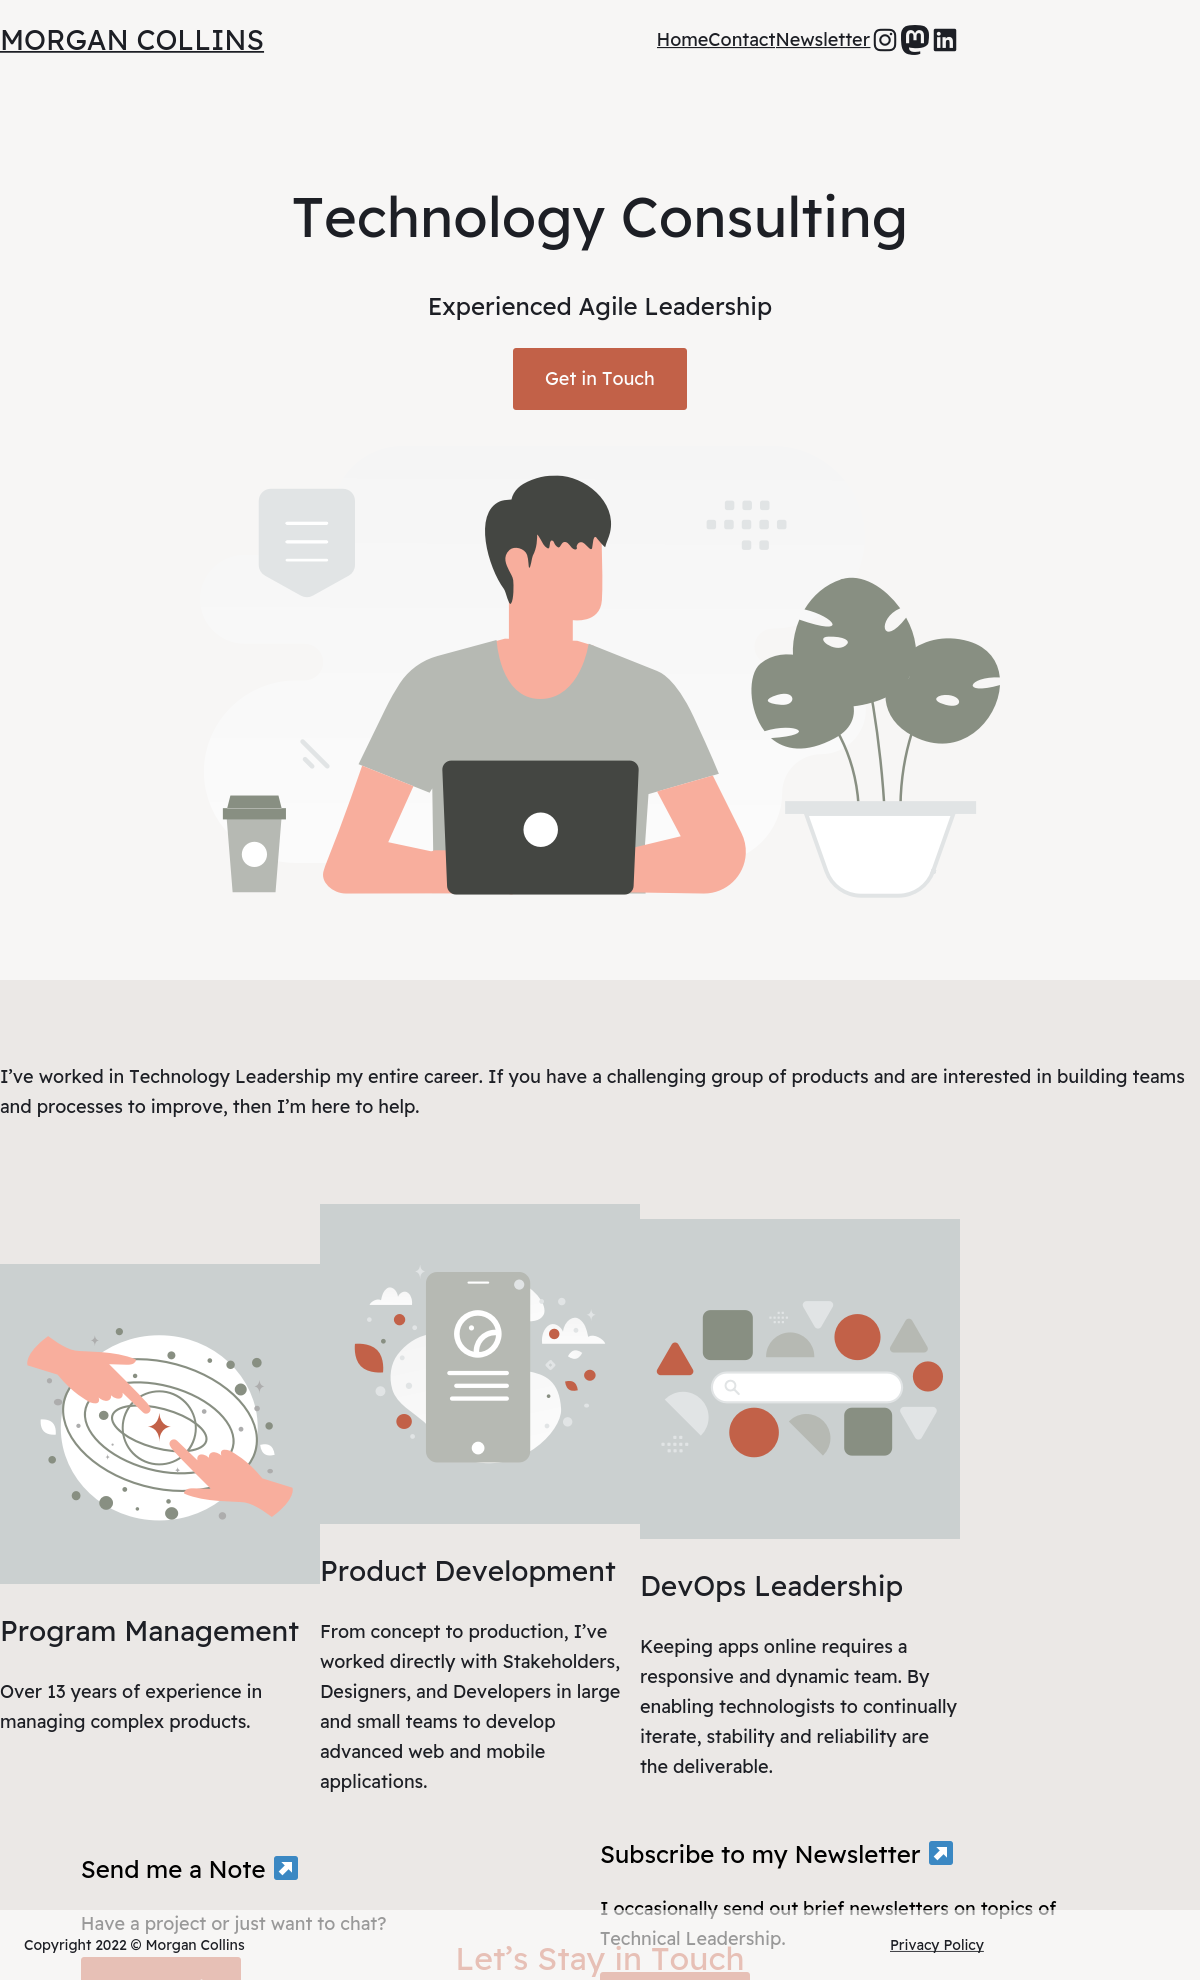 MORGAN COLLINS
Home Contact Newsletter
Technology Consulting
Experienced Agile Leadership
Get in Touch
I’ve worked in Technology Leadership my entire career. If you have a challenging group of products and are interested in building teams
and processes to improve, then I’m here to help.
Program Management
Over 13 years of experience in
managing complex products.
Product Development
From concept to production, I’ve
worked directly with Stakeholders,
Designers, and Developers in large
and small teams to develop
advanced web and mobile
applications.
DevOps Leadership
Keeping apps online requires a
responsive and dynamic team. By
enabling technologists to continually
iterate, stability and reliability are
the deliverable.
Send me a Note
Have a project or just want to chat?
Subscribe to my Newsletter
I occasionally send out brief newsletters on topics of
Technical Leadership.
Let’s Stay in Touch
Copyright 2022 © Morgan Collins
Privacy Policy